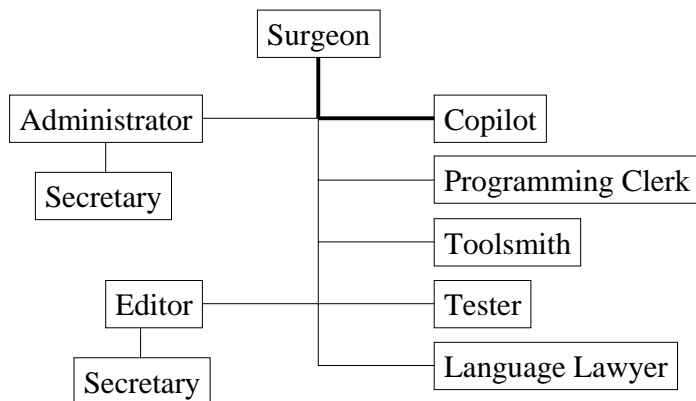 Surgeon
Administrator
Copilot
Secretary
Programming Clerk
Toolsmith
Editor
Tester
Secretary
Language Lawyer